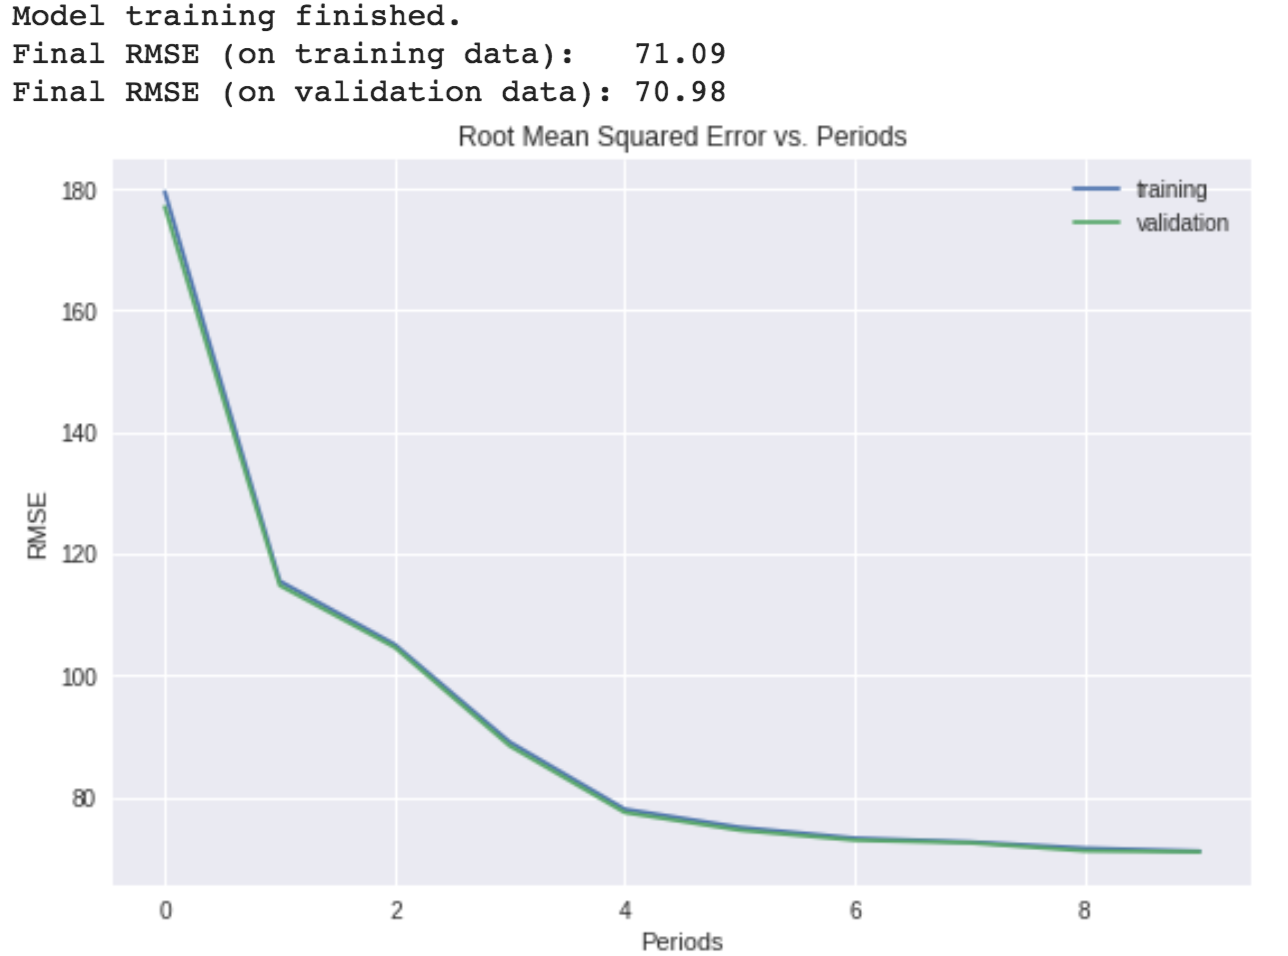 Model training finished.
Final RMSE (on training data):   71.09
Final RMSE (on validation data): 70.98
Root Mean Squared Error vs. Periods
training
validation
180
160
140
120
100
80
RMSE
0 2 4 6 8
Periods